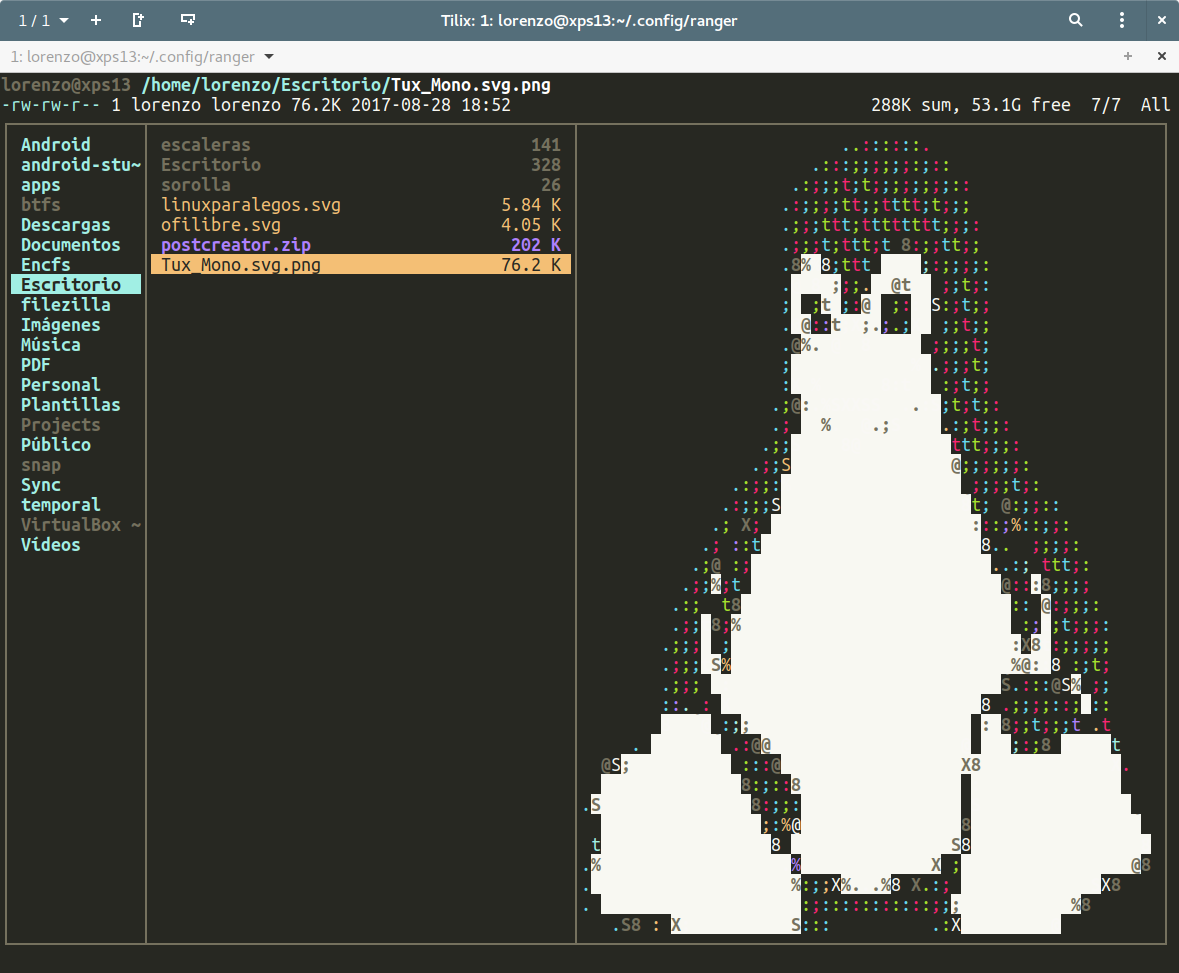 1 / 1
Tilix: 1: lorenzo@xps13:~/.config/ranger
1: lorenzo@xps13:~/.config/ranger
lorenzo@xps13 /home/lorenzo/Escritorio/Tux_Mono.svg.png
-rw-rw-r-- 1 lorenzo lorenzo 76.2K 2017-08-28 18:52 288K sum, 53.1G free 7/7 All
Android
android-stu~
apps
btfs
Descargas
Documentos
Encfs
Escritorio
filezilla
Imágenes
Música
PDF
Personal
Plantillas
Projects
Público
snap
Sync
temporal
VirtualBox ~
Vídeos
escaleras 141
Escritorio 328
sorolla 26
linuxparalegos.svg 5.84 K
ofilibre.svg 4.05 K
postcreator.zip 202 K
Tux_Mono.svg.png 76.2 K